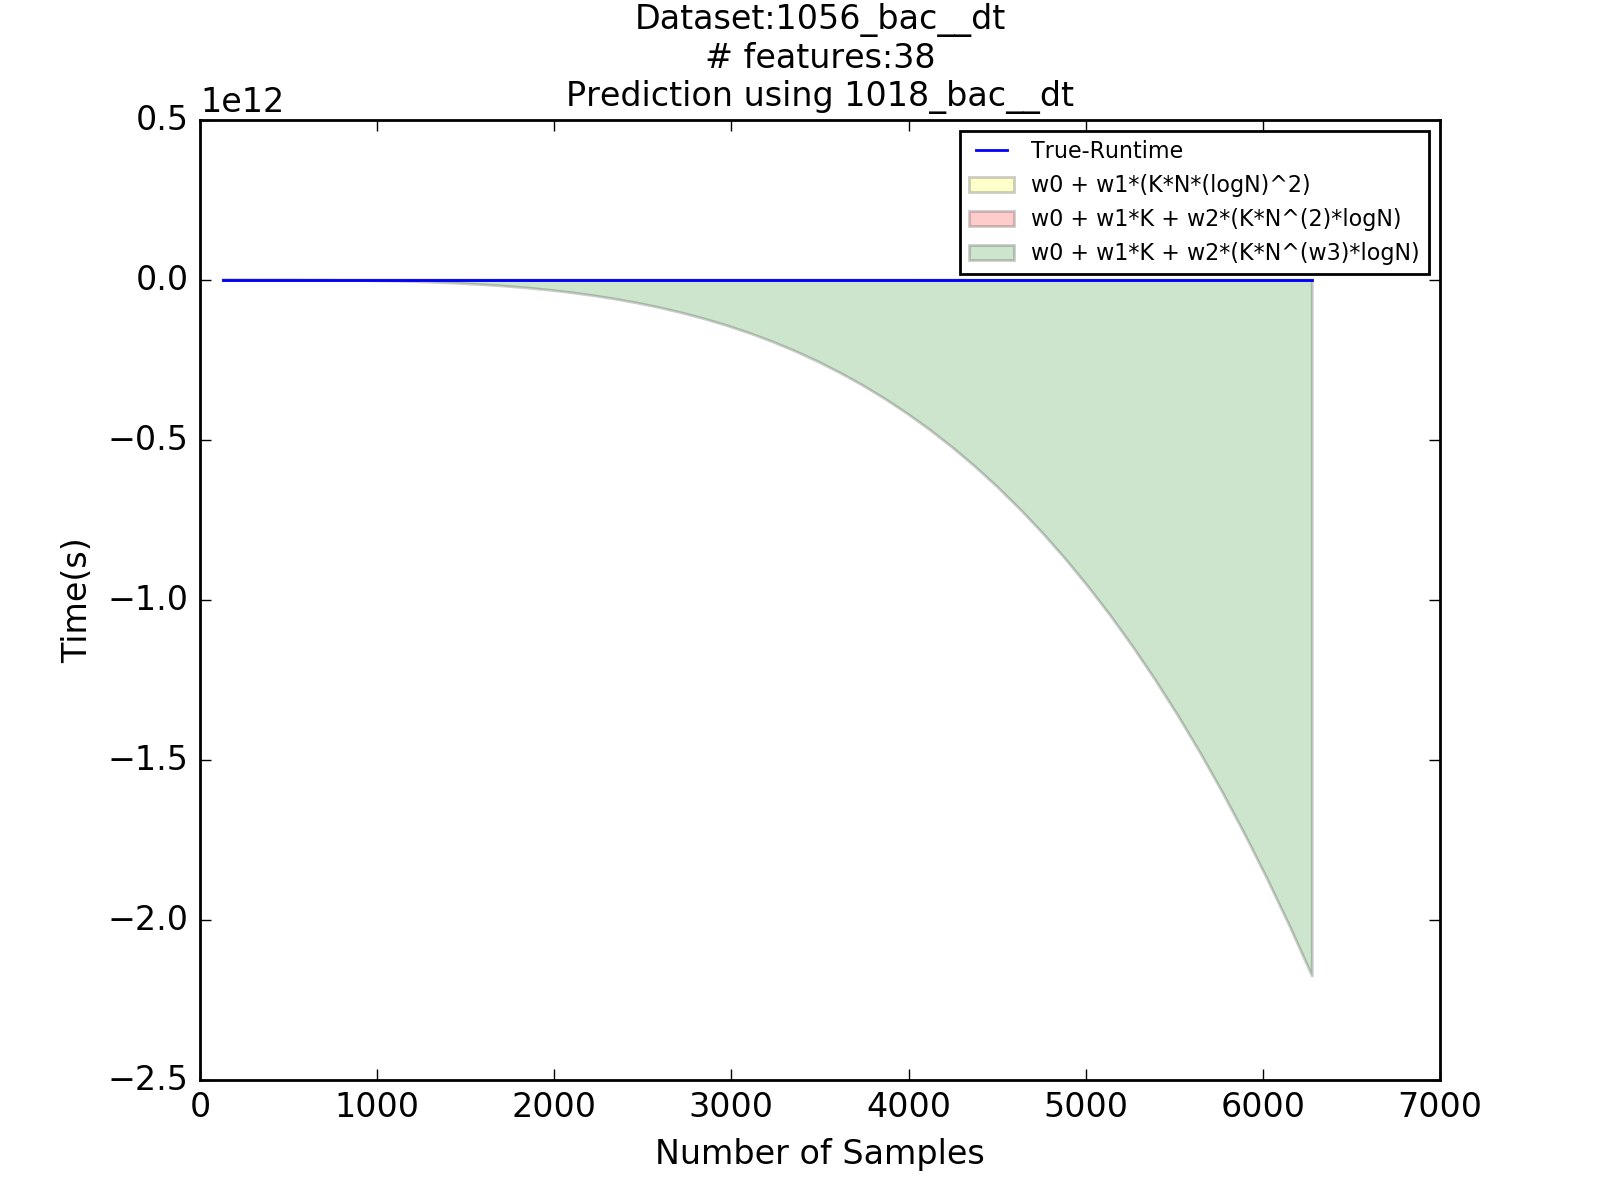 Dataset:1056_bac__dt
# features:38
Prediction using 1018_bac__dt
1e12
True-Runtime
w0 + w1*(K*N*(logN)^2)
w0 + w1*K + w2*(K*N^(2)*logN)
w0 + w1*K + w2*(K*N^(w3)*logN)
0.5
0.0
−0.5
−1.0
−1.5
−2.0
−2.5
Time(s)
0 1000 2000 3000 4000 5000 6000 7000
Number of Samples